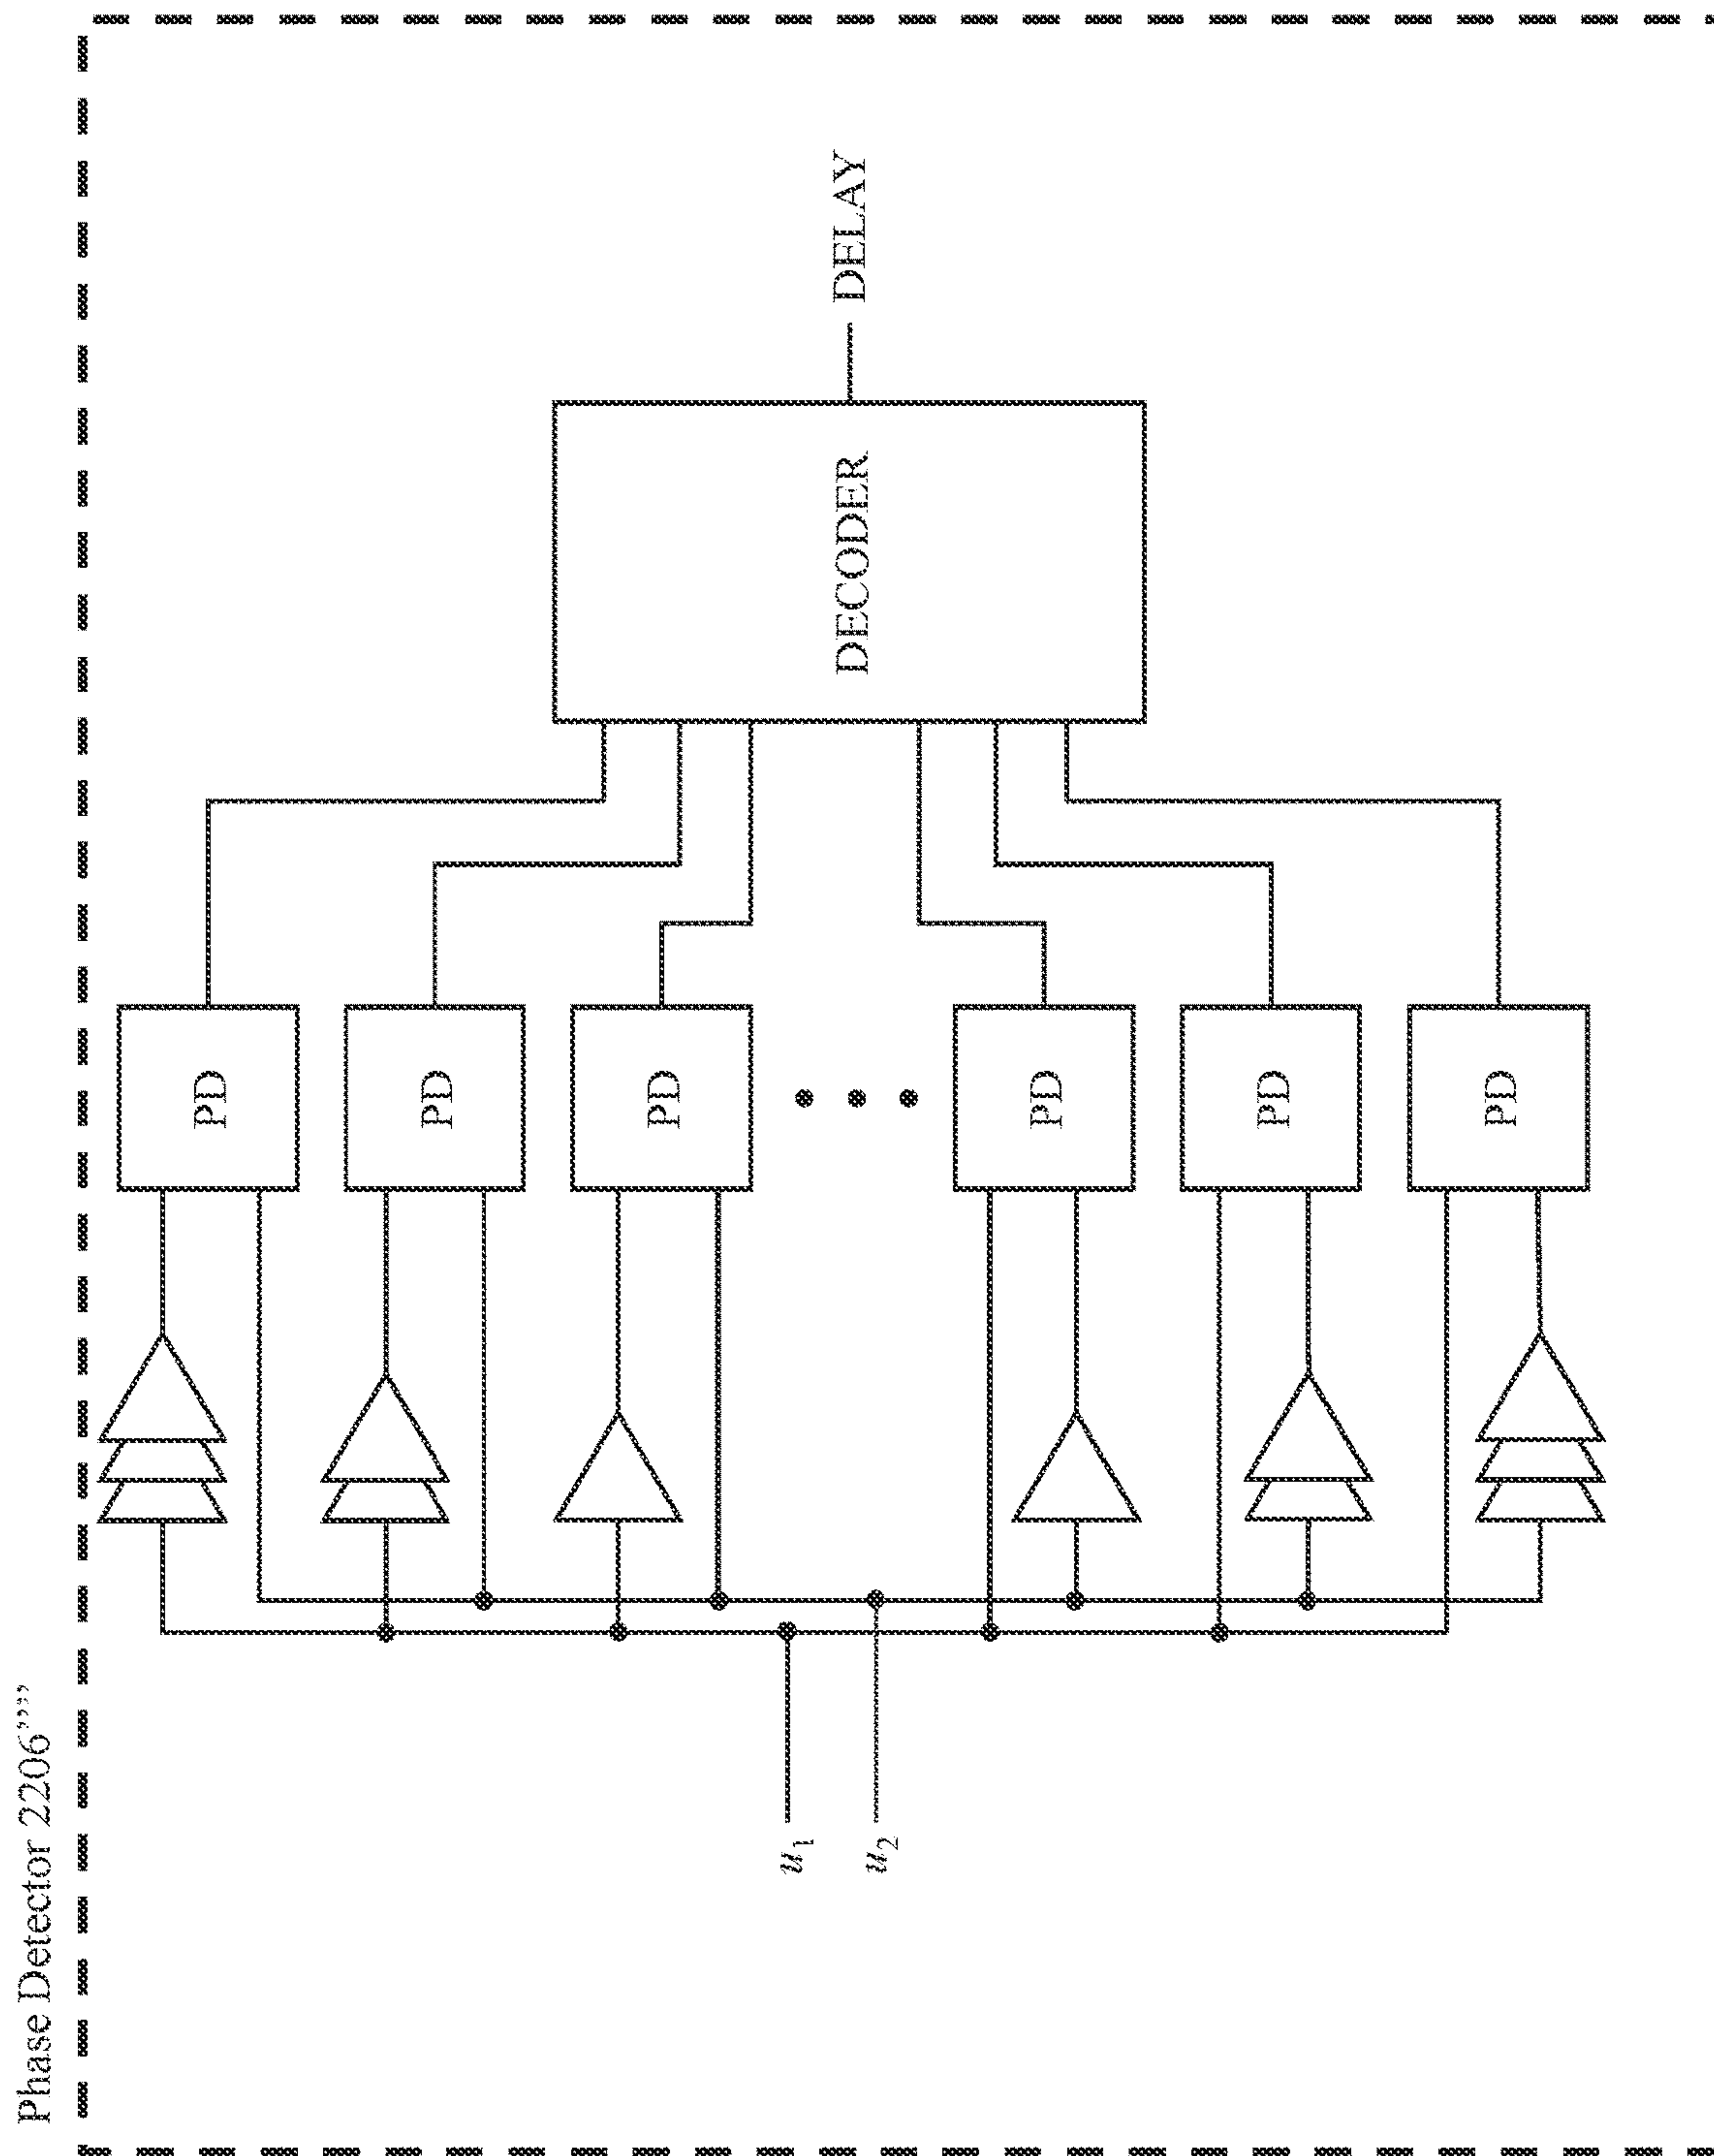 Phase Detector 2206””
PD
PD
PD
PD
PD
PD
DECODER
DELAY
u1
u2